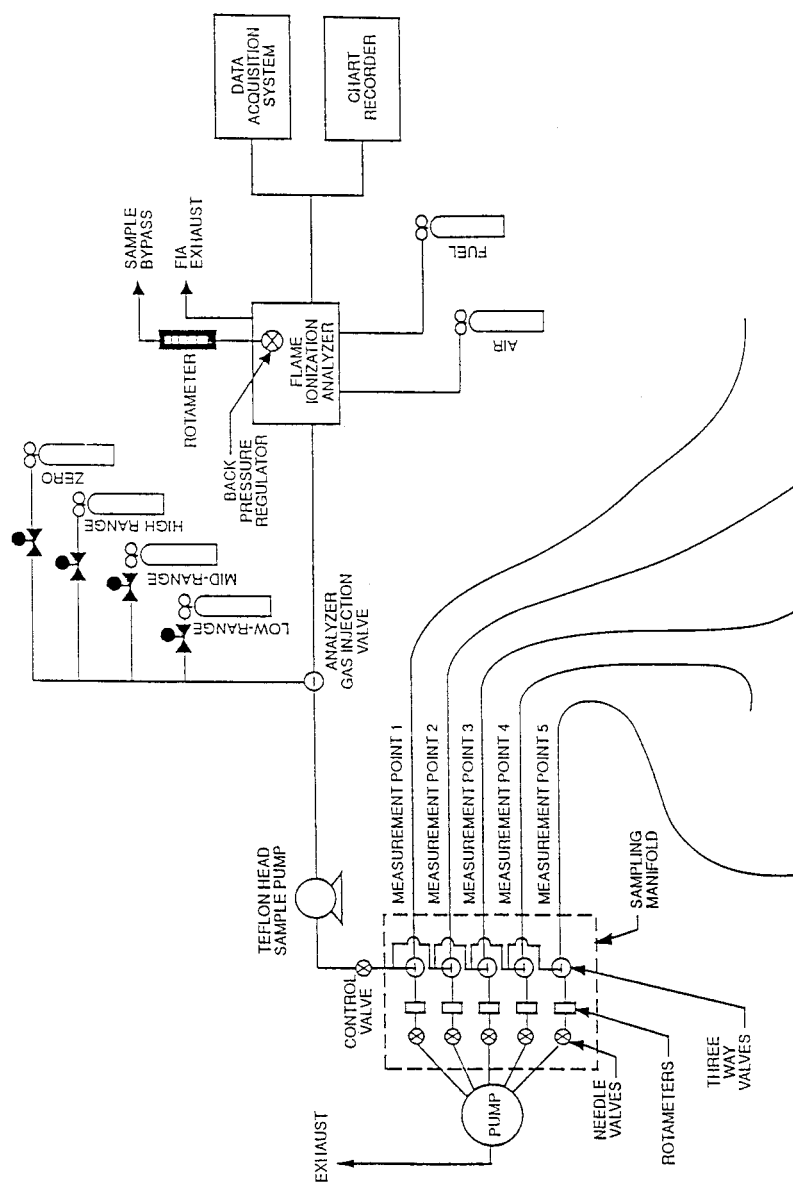 DATA
ACQUISITION
SYSTEM
CHART
RECORDER
SAMPLE
BYPASS
FIA
EXHAUST
ROTAMETER
FLAME
IONIZATION
ANALYZER
BACK
PRESSURE
REGULATOR
FUEL
AIR
ZERO
HIGH RANGE
MID-RANGE
LOW-RANGE
ANALYZER
GAS INJECTION
VALVE
TEFLON HEAD
SAMPLE PUMP
CONTROL
VALVE
MEASUREMENT POINT 1
MEASUREMENT POINT 2
MEASUREMENT POINT 3
MEASUREMENT POINT 4
MEASUREMENT POINT 5
SAMPLING
MANIFOLD
THREE
WAY
VALVES
ROTAMETERS
NEEDLE
VALVES
PUMP
EXHAUST